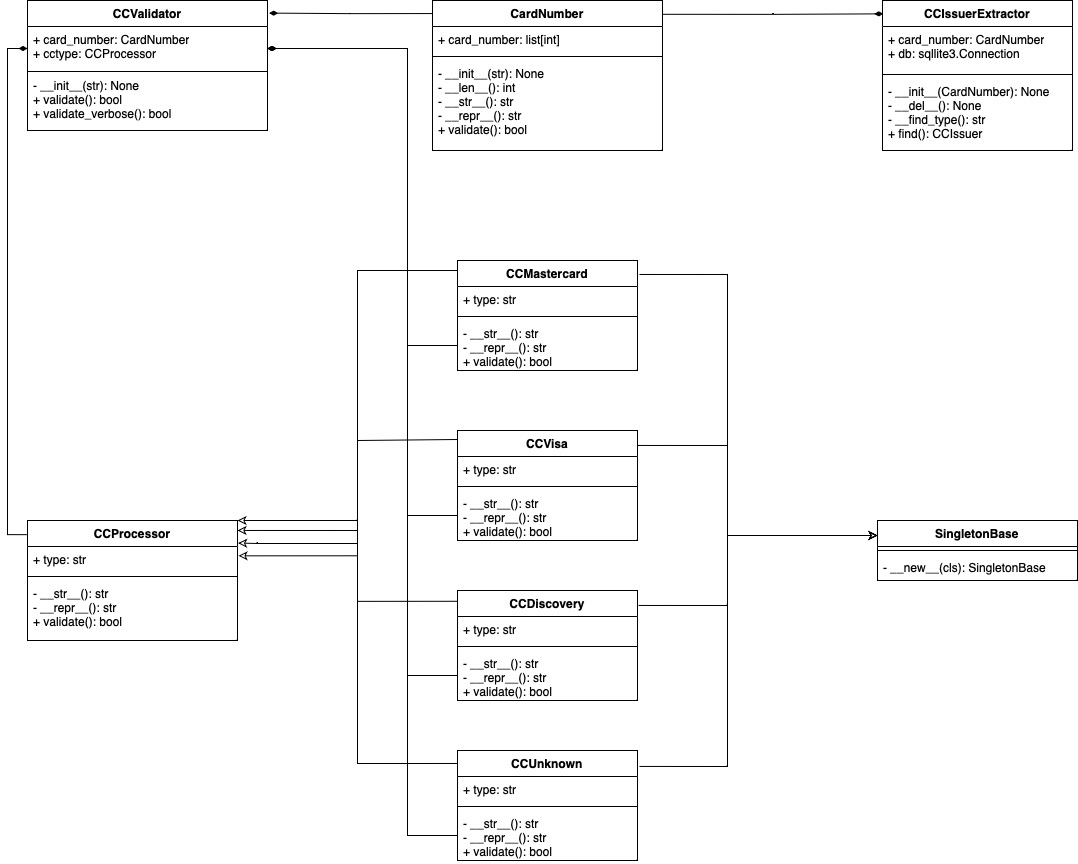 CCValidator
+ card_number: CardNumber
+ cctype: CCProcessor
- __init__(str): None
+ validate(): bool
+ validate_verbose(): bool
CardNumber
+ card_number: list[int]
- __init__(str): None
- __len__(): int
- __str__(): str
- __repr__(): str
+ validate(): bool
CCIssuerExtractor
+ card_number: CardNumber
+ db: sqllite3.Connection
- __init__(CardNumber): None
- __del__(): None
- __find_type(): str
+ find(): CCIssuer
CCMastercard
+ type: str
- __str__(): str
- __repr__(): str
+ validate(): bool
CCVisa
+ type: str
- __str__(): str
- __repr__(): str
+ validate(): bool
CCProcessor
+ type: str
- __str__(): str
- __repr__(): str
+ validate(): bool
SingletonBase
- __new__(cls): SingletonBase
CCDiscovery
+ type: str
- __str__(): str
- __repr__(): str
+ validate(): bool
CCUnknown
+ type: str
- __str__(): str
- __repr__(): str
+ validate(): bool